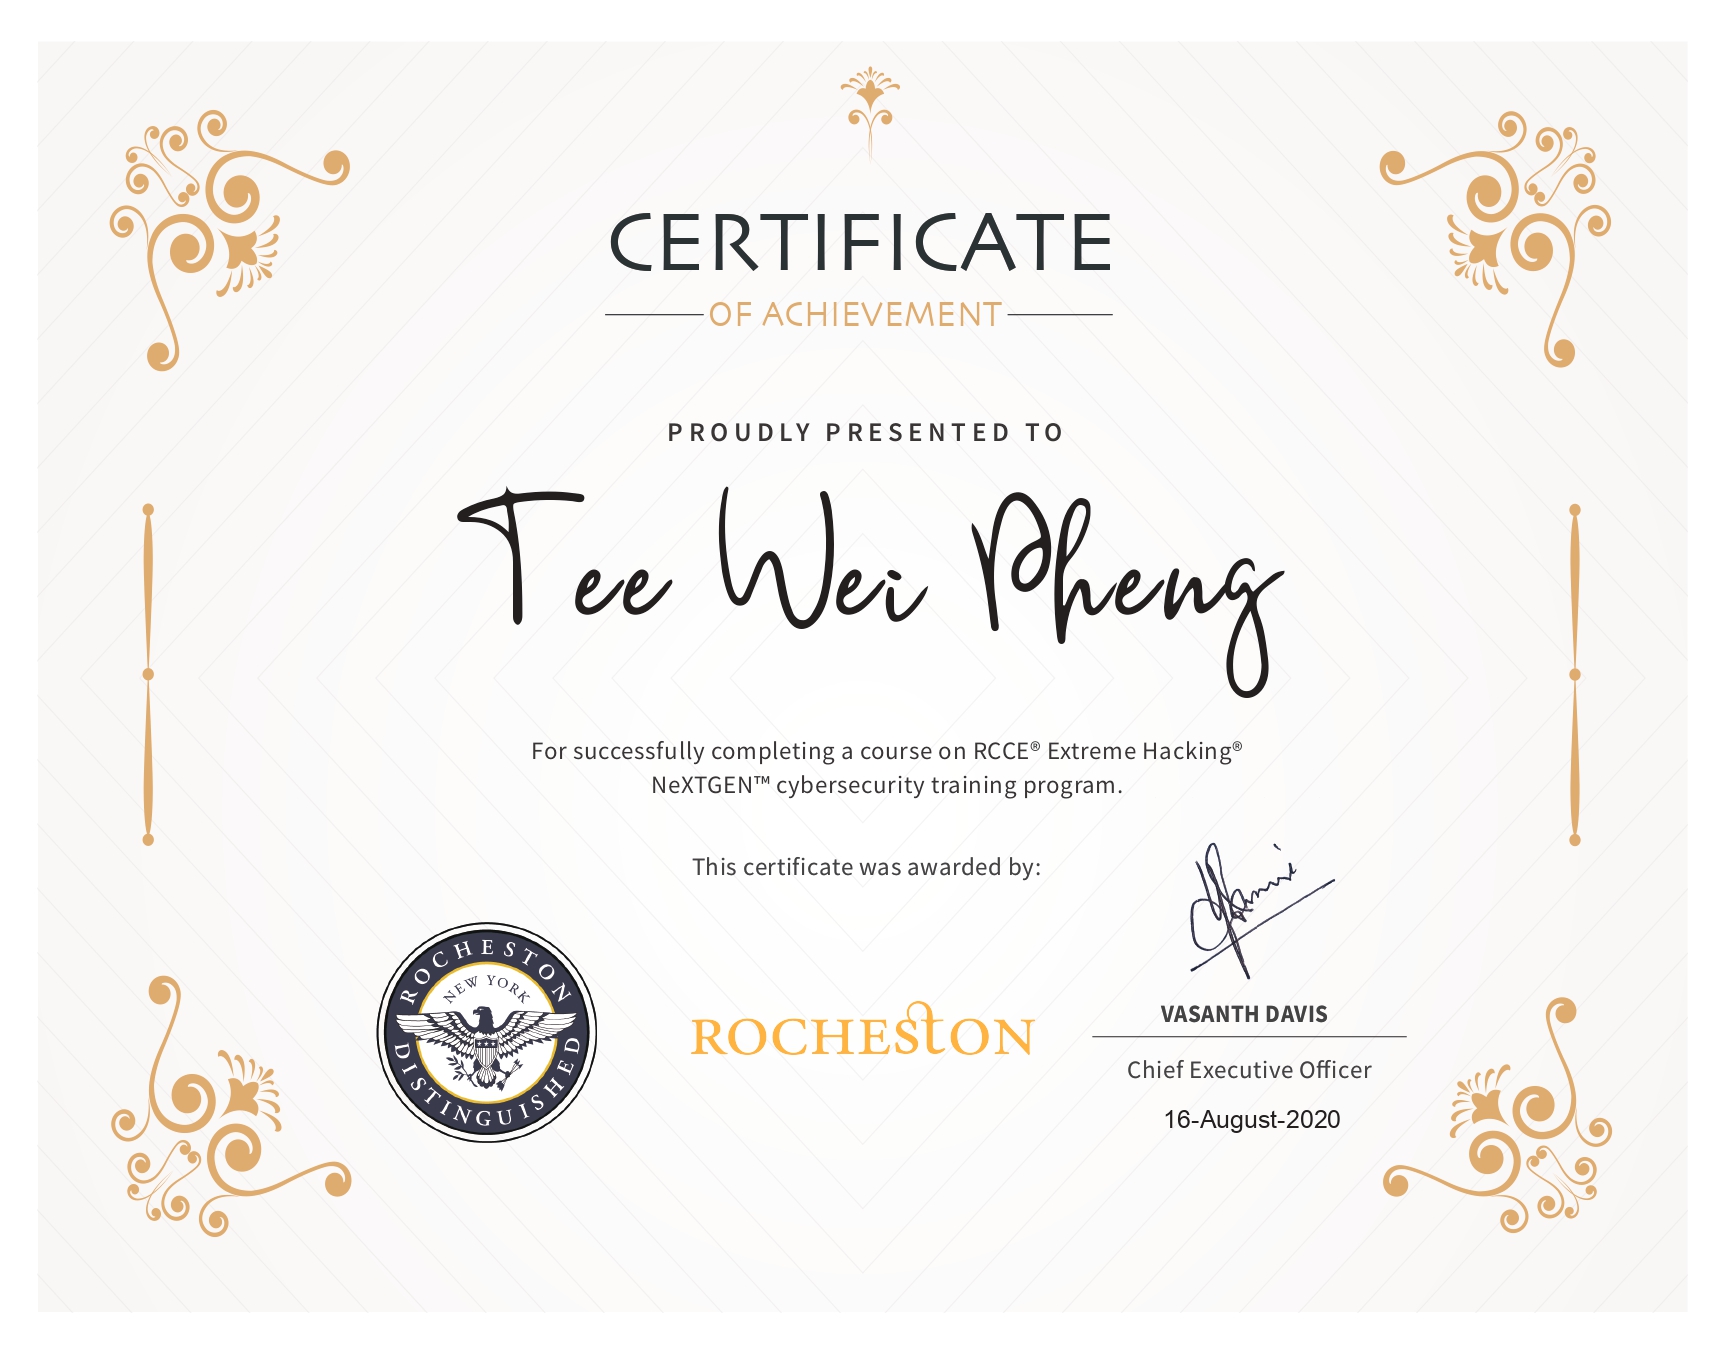 CERTIFICATE
OF ACHIEVEMENT
PROUDLY PRESENTED TO
Tee Wei Pheng
For successfully completing a course on RCCE® Extreme Hacking®
NeXTGEN™ cybersecurity training program.
This certificate was awarded by:
ROCHESTON
NEW YORK
DISTINGUISHED
ROCHESTON
VASANTH DAVIS
Chief Executive Officer
16-August-2020